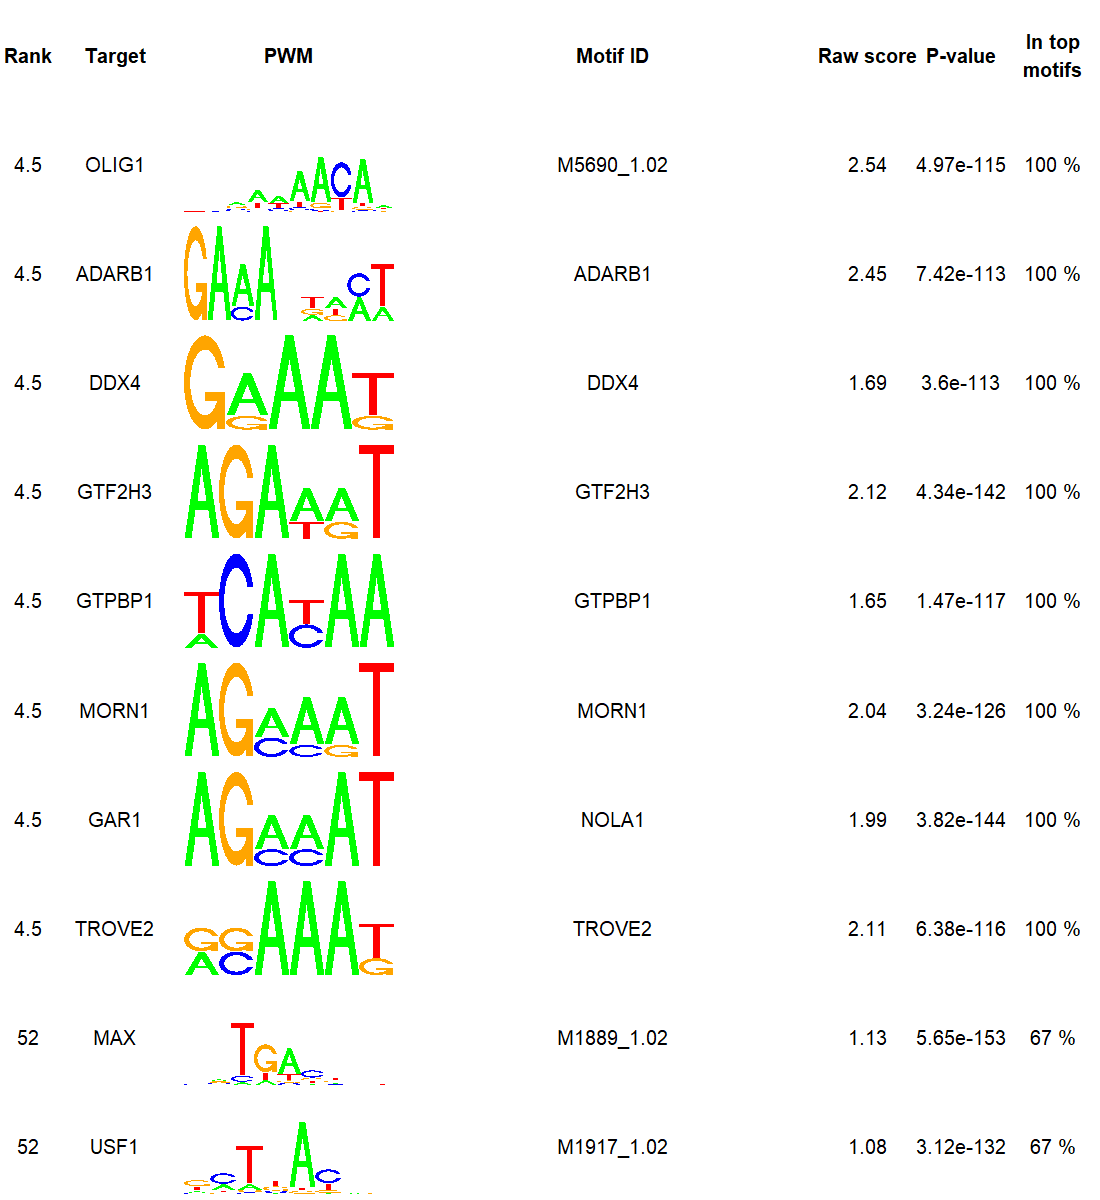 Rank Target PWM Motif ID Raw score P-value In top motifs
4.5 OLIG1 M5690_1.02 2.54 4.97e-115 100 %
4.5 ADARB1 ADARB1 2.45 7.42e-113 100 %
4.5 DDX4 DDX4 1.69 3.6e-113 100 %
4.5 GTF2H3 GTF2H3 2.12 4.34e-142 100 %
4.5 GTPBP1 GTPBP1 1.65 1.47e-117 100 %
4.5 MORN1 MORN1 2.04 3.24e-126 100 %
4.5 GAR1 NOLA1 1.99 3.82e-144 100 %
4.5 TROVE2 TROVE2 2.11 6.38e-116 100 %
52 MAX M1889_1.02 1.13 5.65e-153 67 %
52 USF1 M1917_1.02 1.08 3.12e-132 67 %